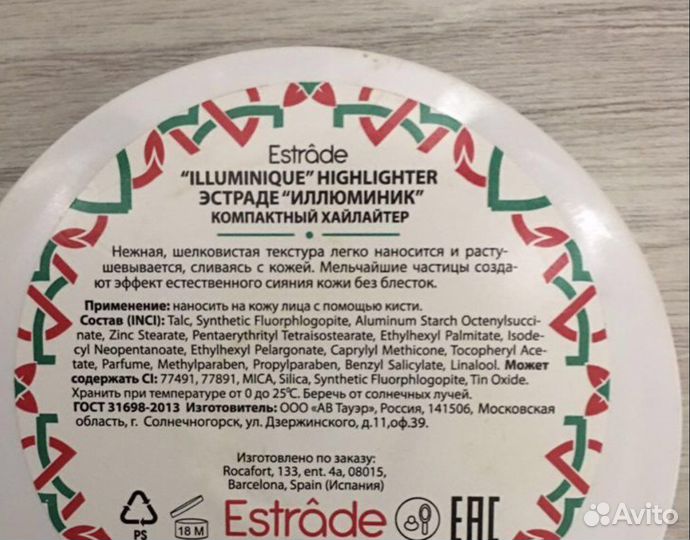 Estrâde
“ILLUMINIQUE” HIGHLIGHTER
ЭСТРАДЕ “ИЛЛЮМИНИК”
КОМПАКТНЫЙ ХАЙЛАЙТЕР
Нежная, шелковистая текстура легко наносится и расту-
шевывается, сливаясь с кожей. Мельчайшие частицы созда-
ют эффект естественного сияния кожи без блесток.
Применение: наносить на кожу лица с помощью кисти.
Состав (INCI): Talc, Synthetic Fluorphlogopite, Aluminum Starch Octenylsucci-
nate, Zinc Stearate, Pentaerythrityl Tetraisostearate, Ethylhexyl Palmitate, Isode-
cyl Neopentanoate, Ethylhexyl Pelargonate, Caprylyl Methicone, Tocopheryl Ace-
tate, Parfume, Methylparaben, Propylparaben, Benzyl Salicylate, Linalool. Может
содержать CI: 77491, 77891, MICA, Silica, Synthetic Fluorphlogopite, Tin Oxide.
Хранить при температуре от 0 до 25°С. Беречь от солнечных лучей.
ГОСТ 31698-2013 Изготовитель: ООО «АВ Тауэр», Россия, 141506, Московская
область, г. Солнечногорск, ул. Дзержинского, д.11,оф.39.
Изготовлено по заказу:
Rocafort, 133, ent. 4a, 08015,
Barcelona, Spain (Испания)
PS
18 M
Estrâde
EAC
Avito